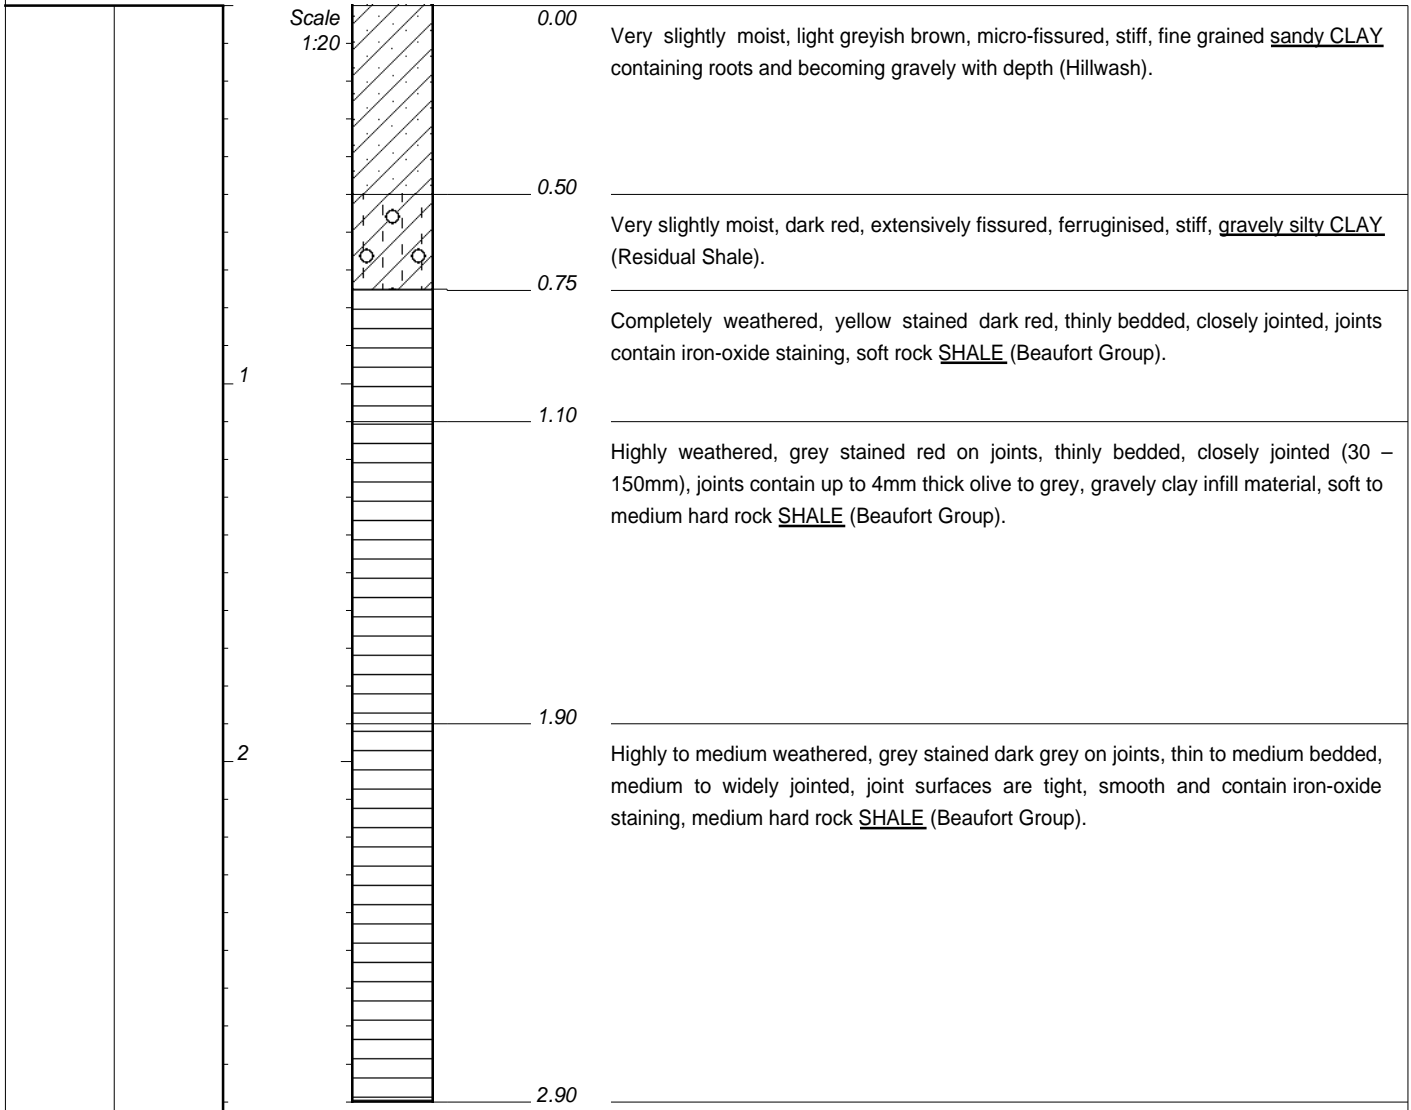 Scale
1:20
0.00
Very slightly moist, light greyish brown, micro-fissured, stiff, fine grained sandy CLAY
containing roots and becoming gravely with depth (Hillwash).
0.50
Very slightly moist, dark red, extensively fissured, ferruginised, stiff, gravely silty CLAY
(Residual Shale).
0.75
Completely weathered, yellow stained dark red, thinly bedded, closely jointed, joints
contain iron-oxide staining, soft rock SHALE (Beaufort Group).
1
1.10
Highly weathered, grey stained red on joints, thinly bedded, closely jointed (30 –
150mm), joints contain up to 4mm thick olive to grey, gravely clay infill material, soft to
medium hard rock SHALE (Beaufort Group).
1.90
2
Highly to medium weathered, grey stained dark grey on joints, thin to medium bedded,
medium to widely jointed, joint surfaces are tight, smooth and contain iron-oxide
staining, medium hard rock SHALE (Beaufort Group).
2.90